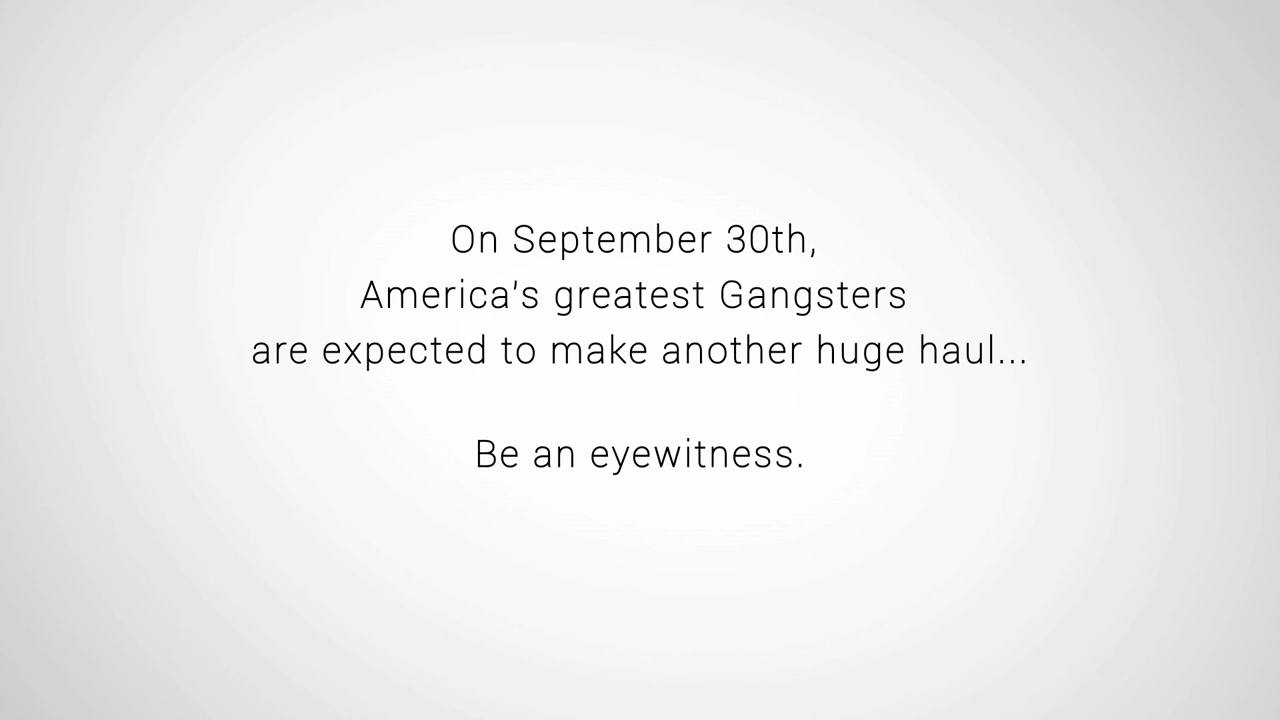 On September 30th,
America's greatest Gangsters
are expected to make another huge haul...
Be an eyewitness.